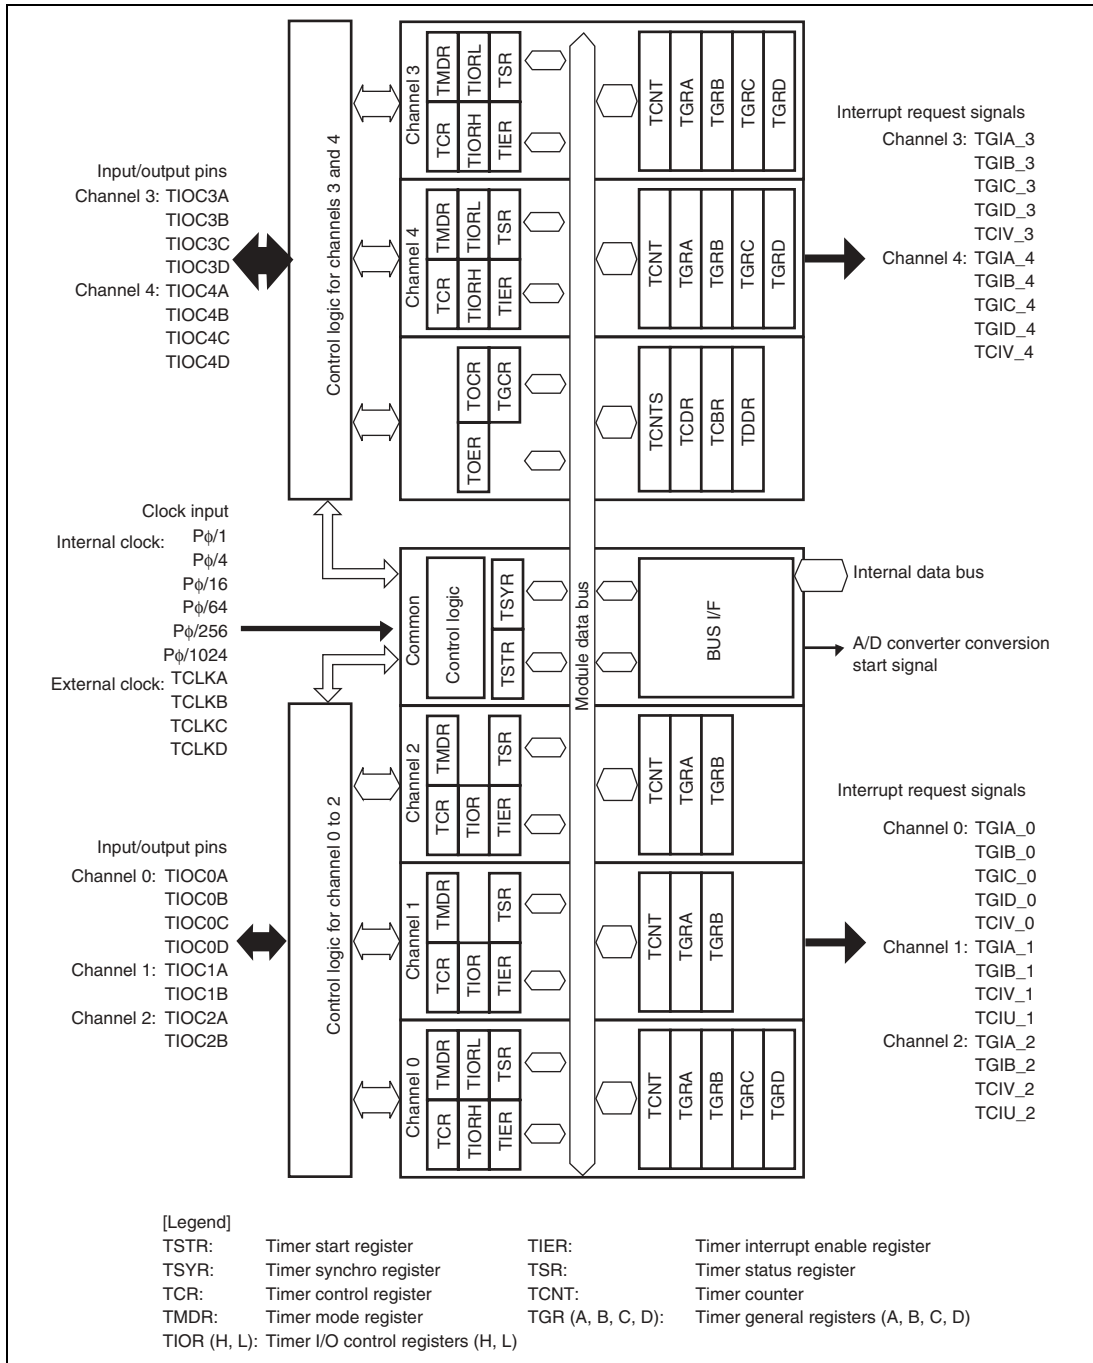 Input/output pins
Channel 3: TIOC3A
TIOC3B
TIOC3C
TIOC3D
Channel 4: TIOC4A
TIOC4B
TIOC4C
TIOC4D
Control logic for channels 3 and 4
Channel 3
TMDR
TIORL
TSR
TCR
TIORH
TIER
TCNT
TGRA
TGRB
TGRC
TGRD
Channel 4
TMDR
TIORL
TSR
TCR
TIORH
TIER
TCNT
TGRA
TGRB
TGRC
TGRD
TOCR
TGCR
TOER
TCNTS
TCDR
TCBR
TDDR
Interrupt request signals
Channel 3: TGIA_3
TGIB_3
TGIC_3
TGID_3
TCIV_3
Channel 4: TGIA_4
TGIB_4
TGIC_4
TGID_4
TCIV_4
Clock input
Internal clock: Pϕ/1
Pϕ/4
Pϕ/16
Pϕ/64
Pϕ/256
Pϕ/1024
External clock: TCLKA
TCLKB
TCLKC
TCLKD
Common
Control logic
TSYR
TSTR
Module data bus
BUS I/F
Internal data bus
A/D converter conversion
start signal
Input/output pins
Channel 0: TIOC0A
TIOC0B
TIOC0C
TIOC0D
Channel 1: TIOC1A
TIOC1B
Channel 2: TIOC2A
TIOC2B
Control logic for channel 0 to 2
Channel 2
TMDR
TSR
TCR
TIOR
TIER
TCNT
TGRA
TGRB
Channel 1
TMDR
TSR
TCR
TIOR
TIER
TCNT
TGRA
TGRB
Channel 0
TMDR
TIORL
TSR
TCR
TIORH
TIER
TCNT
TGRA
TGRB
TGRC
TGRD
Interrupt request signals
Channel 0: TGIA_0
TGIB_0
TGIC_0
TGID_0
TCIV_0
Channel 1: TGIA_1
TGIB_1
TCIV_1
TCIU_1
Channel 2: TGIA_2
TGIB_2
TCIV_2
TCIU_2
[Legend]
TSTR: Timer start register
TSYR: Timer synchro register
TCR: Timer control register
TMDR: Timer mode register
TIOR (H, L): Timer I/O control registers (H, L)
TIER: Timer interrupt enable register
TSR: Timer status register
TCNT: Timer counter
TGR (A, B, C, D): Timer general registers (A, B, C, D)